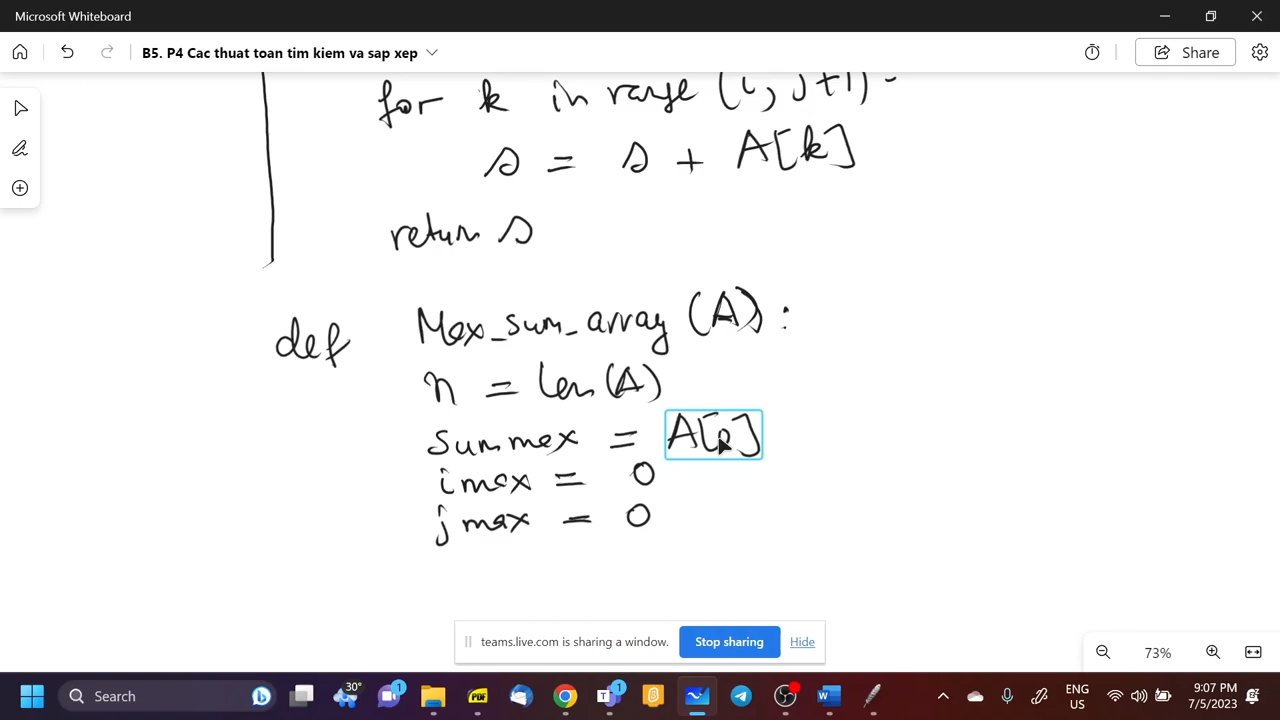 Microsoft Whiteboard
B5. P4 Cac thuat toan tim kiem va sap xep
Share
for k in range (i, j+1):
s = s + A[k]
return s
def Max_sum_array (A):
n = len(A)
summax = A[0]
imax = 0
jmax = 0
teams.live.com is sharing a window.
Stop sharing
Hide
73%
Search
30°
1
1
ENG
US
9:07 PM
7/5/2023